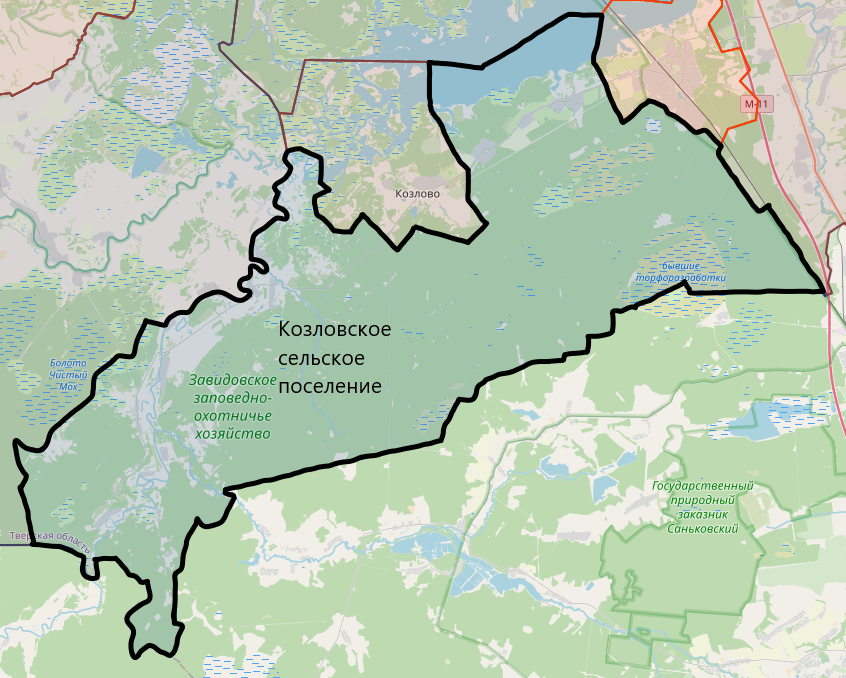 М-11
Козлово
бывшие
торфоразработки
Козловское
сельское
поселение
Болото
Чистый
Мох
Завидовское
заповедно-
охотничье
хозяйство
Государственный
природный
заказник
Саньковский
Тверская область